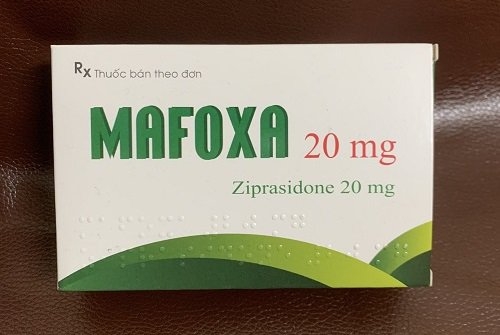 Rx Thuốc bán theo đơn
MAFOXA 20 mg
Ziprasidone 20 mg